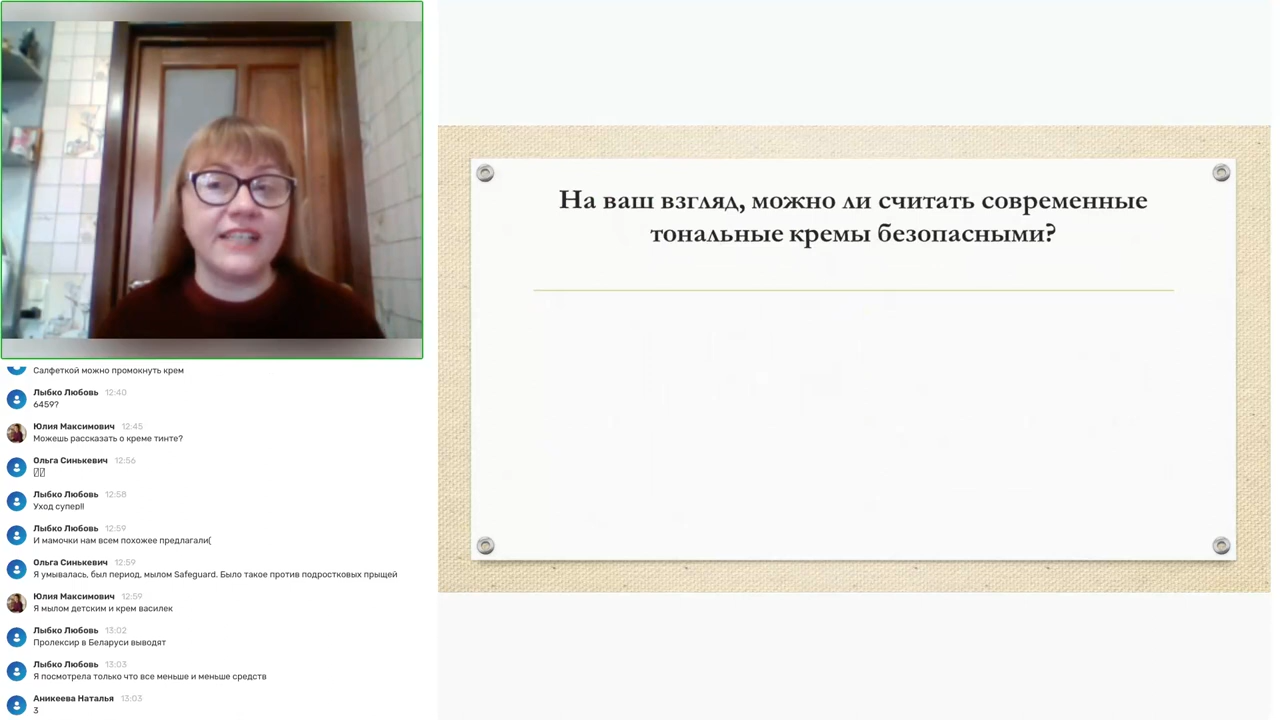 На ваш взгляд, можно ли считать современные
тональные кремы безопасными?
Салфеткой можно промокнуть крем
Лыбко Любовь 12:40
6459?
Юлия Максимович 12:45
Можешь рассказать о креме тинте?
Ольга Синькевич 12:56
Лыбко Любовь 12:58
Уход супер!!
Лыбко Любовь 12:59
И мамочки нам всем похожее предлагали(
Ольга Синькевич 12:59
Я умывалась, был период, мылом Safeguard. Было такое против подростковых прыщей
Юлия Максимович 12:59
Я мылом детским и крем василек
Лыбко Любовь 13:02
Пролексир в Беларуси выводят
Лыбко Любовь 13:03
Я посмотрела только что все меньше и меньше средств
Аникеева Наталья 13:03
3